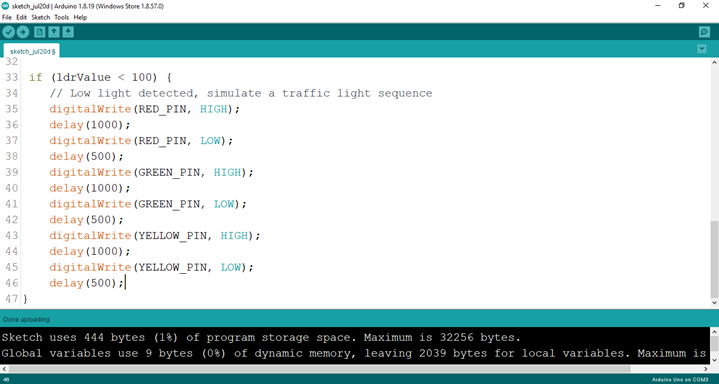 sketch_jul20d | Arduino 1.8.19 (Windows Store 1.8.57.0)
File Edit Sketch Tools Help
sketch_jul20d §
32
33 if (ldrValue < 100) {
34 // Low light detected, simulate a traffic light sequence
35 digitalWrite(RED_PIN, HIGH);
36 delay(1000);
37 digitalWrite(RED_PIN, LOW);
38 delay(500);
39 digitalWrite(GREEN_PIN, HIGH);
40 delay(1000);
41 digitalWrite(GREEN_PIN, LOW);
42 delay(500);
43 digitalWrite(YELLOW_PIN, HIGH);
44 delay(1000);
45 digitalWrite(YELLOW_PIN, LOW);
46 delay(500);
47 }
Done uploading.
Sketch uses 444 bytes (1%) of program storage space. Maximum is 32256 bytes.
Global variables use 9 bytes (0%) of dynamic memory, leaving 2039 bytes for local variables. Maximum is
46
Arduino Uno on COM3